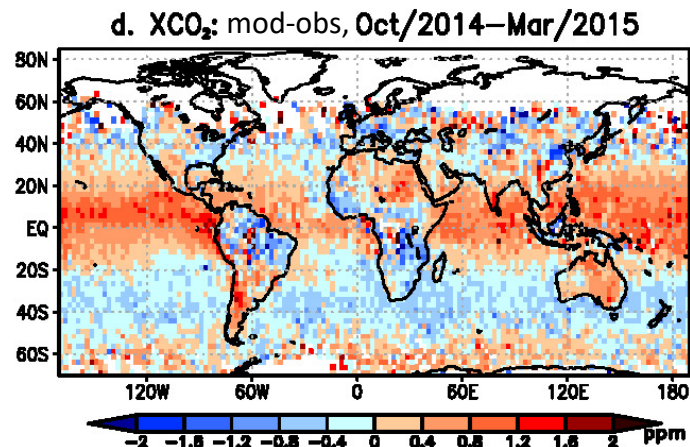 d. XCO₂: mod-obs, Oct/2014–Mar/2015
80N
60N
40N
20N
EQ
20S
40S
60S
120W 60W 0 60E 120E 180
ppm
-2 -1.6 -1.2 -0.8 -0.4 0 0.4 0.8 1.2 1.6 2